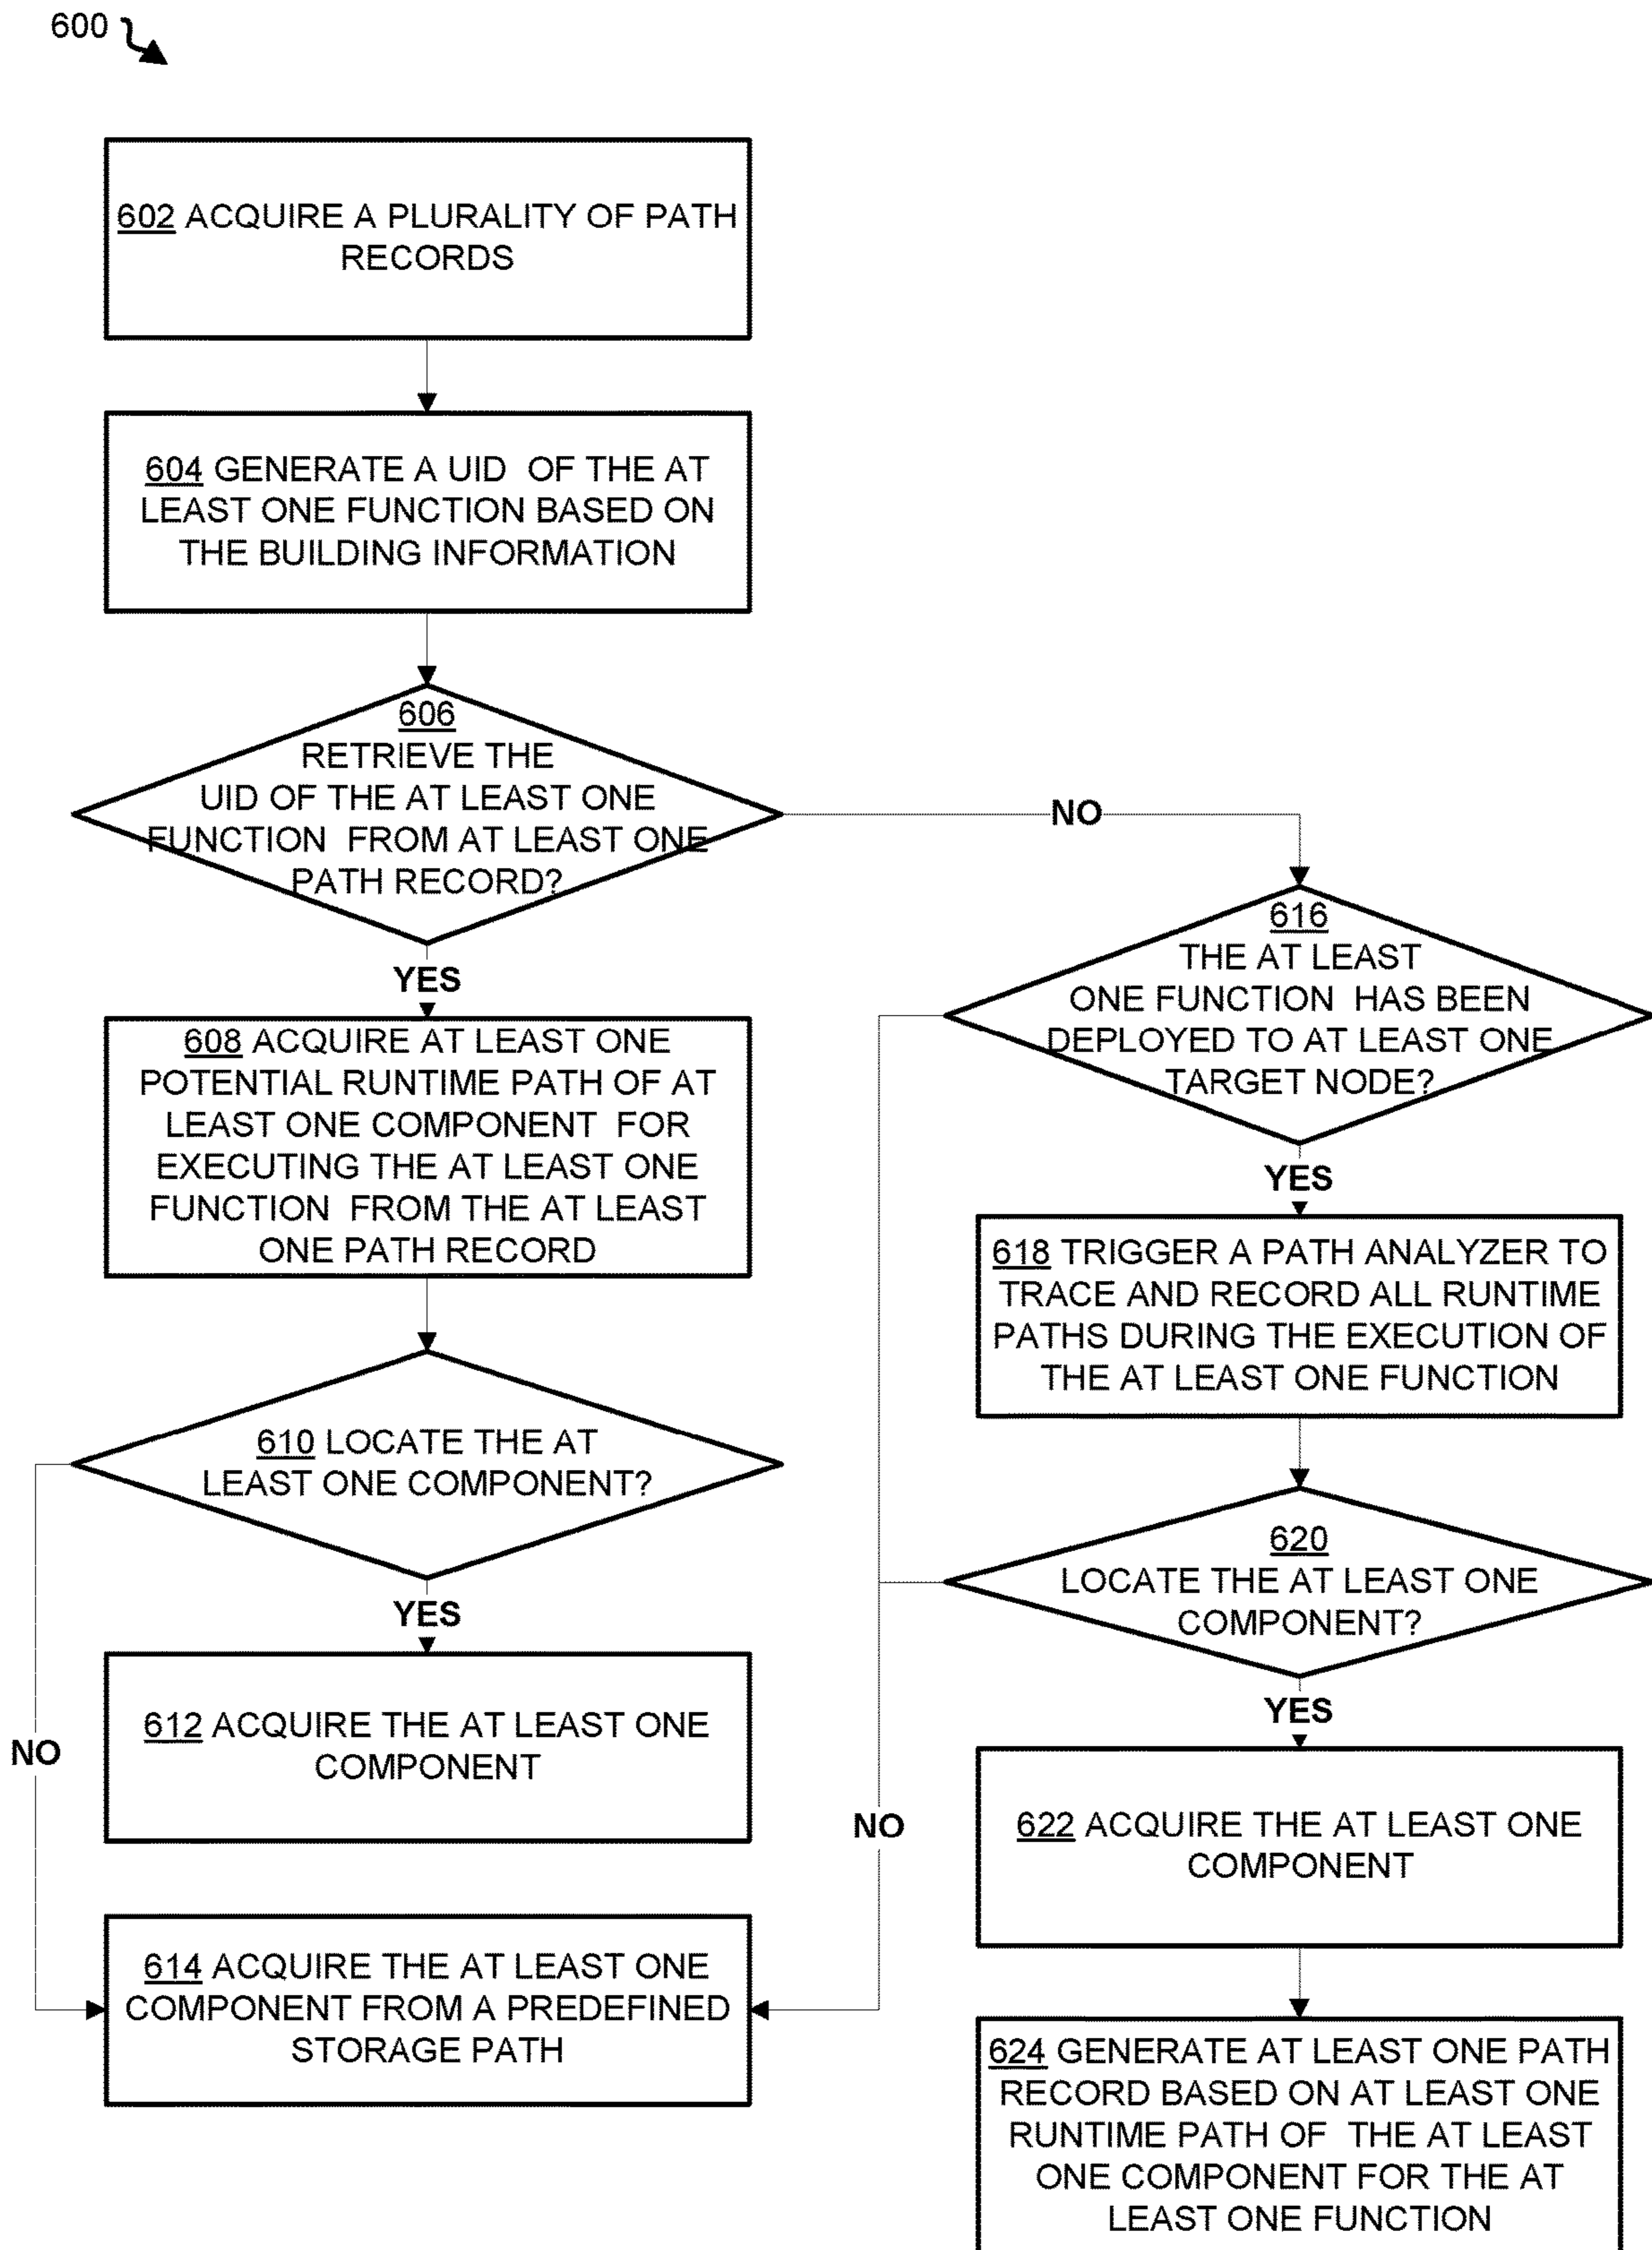 600
602 ACQUIRE A PLURALITY OF PATH
RECORDS
604 GENERATE A UID OF THE AT
LEAST ONE FUNCTION BASED ON
THE BUILDING INFORMATION
606
RETRIEVE THE
UID OF THE AT LEAST ONE
FUNCTION FROM AT LEAST ONE
PATH RECORD?
NO
YES
608 ACQUIRE AT LEAST ONE
POTENTIAL RUNTIME PATH OF AT
LEAST ONE COMPONENT FOR
EXECUTING THE AT LEAST ONE
FUNCTION FROM THE AT LEAST
ONE PATH RECORD
610 LOCATE THE AT
LEAST ONE COMPONENT?
YES
NO
612 ACQUIRE THE AT LEAST ONE
COMPONENT
614 ACQUIRE THE AT LEAST ONE
COMPONENT FROM A PREDEFINED
STORAGE PATH
616
THE AT LEAST
ONE FUNCTION HAS BEEN
DEPLOYED TO AT LEAST ONE
TARGET NODE?
YES
618 TRIGGER A PATH ANALYZER TO
TRACE AND RECORD ALL RUNTIME
PATHS DURING THE EXECUTION OF
THE AT LEAST ONE FUNCTION
620
LOCATE THE AT LEAST ONE
COMPONENT?
YES
NO
622 ACQUIRE THE AT LEAST ONE
COMPONENT
624 GENERATE AT LEAST ONE PATH
RECORD BASED ON AT LEAST ONE
RUNTIME PATH OF THE AT LEAST
ONE COMPONENT FOR THE AT
LEAST ONE FUNCTION